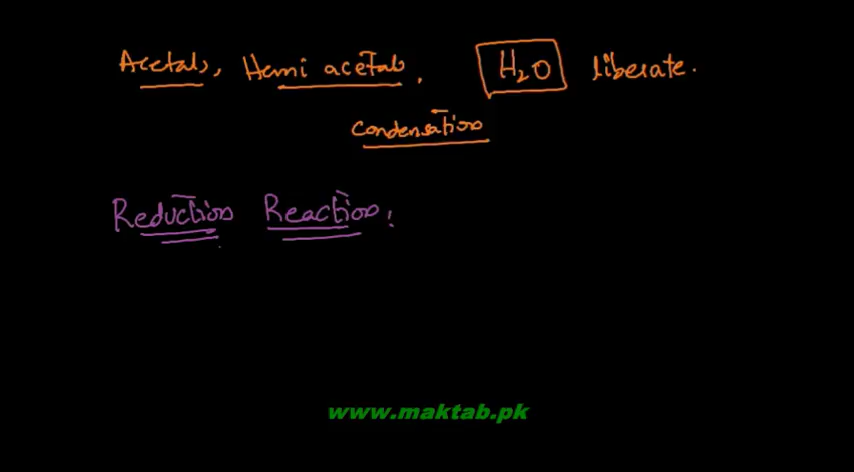 Acetals, Hemi acetals. H₂O liberate.
Condensation
Reduction Reaction:
www.maktab.pk